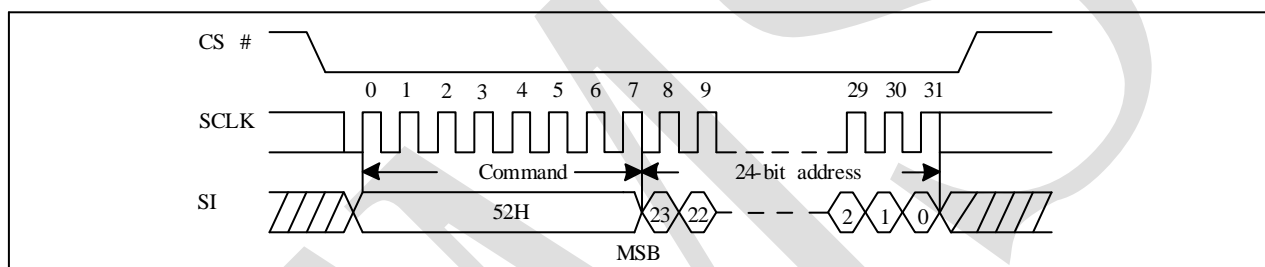 CS #
0 1 2 3 4 5 6 7 8 9 29 30 31
SCLK
Command 24-bit address
SI 52H 23 22 2 1 0
MSB